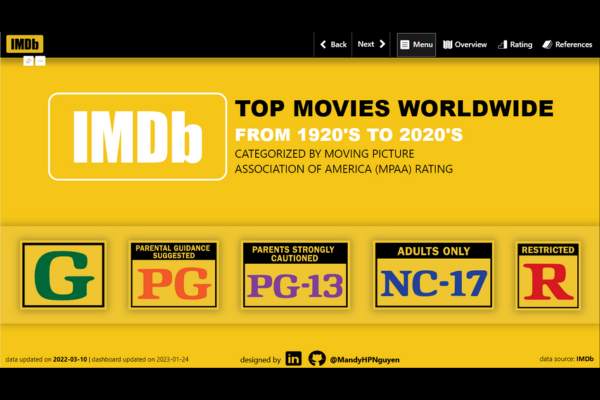 IMDb
Back
Next
Menu
Overview
Rating
References
IMDb
TOP MOVIES WORLDWIDE
FROM 1920'S TO 2020'S
CATEGORIZED BY MOVING PICTURE
ASSOCIATION OF AMERICA (MPAA) RATING
G
PARENTAL GUIDANCE
SUGGESTED
PG
PARENTS STRONGLY
CAUTIONED
PG-13
ADULTS ONLY
NC-17
RESTRICTED
R
data updated on 2022-03-10 | dashboard updated on 2023-01-24
designed by in @MandyHPNguyen
data source: IMDb